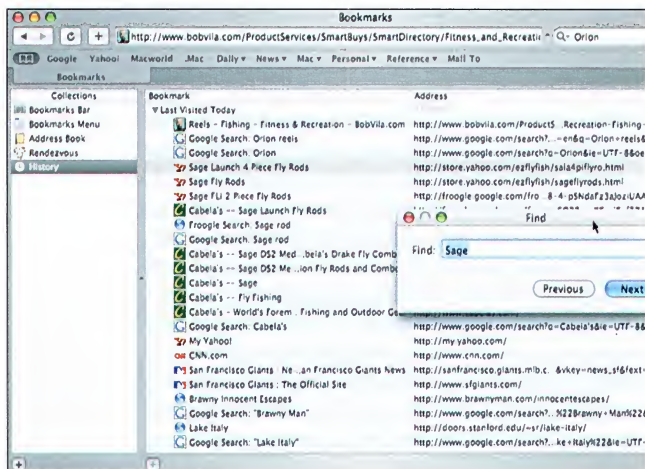 Bookmarks
http://www.bobvila.com/ProductServices/SmartBuys/SmartDirectory/Fitness_and_Recreati
Q- Orion
Google Yahoo! Macworld .Mac Daily News Mac Personal Reference Mail To
Bookmarks
Collections
Bookmarks Bar
Bookmarks Menu
Address Book
Rendezvous
History
Bookmark Address
Last Visited Today
Reels - Fishing - Fitness & Recreation - BobVila.com http://www.bobvila.com/ProductS...Recreation-Fishing-
Google Search: Orion reels http://www.google.com/search?...-en&q=Orion+reels&
Google Search: Orion http://www.google.com/search?q=Orion&ie=UTF-8&oe
Sage Launch 4 Piece Fly Rods http://store.yahoo.com/ezflyfish/sala4piflyro.html
Sage Fly Rods http://store.yahoo.com/ezflyfish/sageflyrods.html
Sage FLi 2 Piece Fly Rods http://froogle.google.com/fro...
Cabela's -- Sage Launch Fly Rods
Froogle Search: Sage rod
Google Search: Sage rod
Cabela's -- Sage DS2 Med...bela's Drake Fly Comb
Cabela's -- Sage DS2 Me...ion Fly Rods and Combo
Cabela's -- Sage
Cabela's -- Fly Fishing
Cabela's - World's Forem...Fishing and Outdoor Ge
Google Search: Cabela's http://www.google.com/search?q=Cabela's&ie=UTF-8&
My Yahoo! http://my.yahoo.com/
CNN.com http://www.cnn.com/
San Francisco Giants : Ne...an Francisco Giants News http://sanfrancisco.giants.mlb.c...&vkey=news_sf&fext=
San Francisco Giants : The Official Site http://www.sfgiants.com/
Brawny Innocent Escapes http://www.brawnyman.com/innocentescapes/
Google Search: "Brawny Man" http://www.google.com/search?...%22Brawny+Man%22&
Lake Italy http://doors.stanford.edu/~sr/lake-italy/
Google Search: "Lake Italy" http://www.google.com/search?...ke+Italy%22&ie=UTF-
Find
Find: Sage
Previous Next